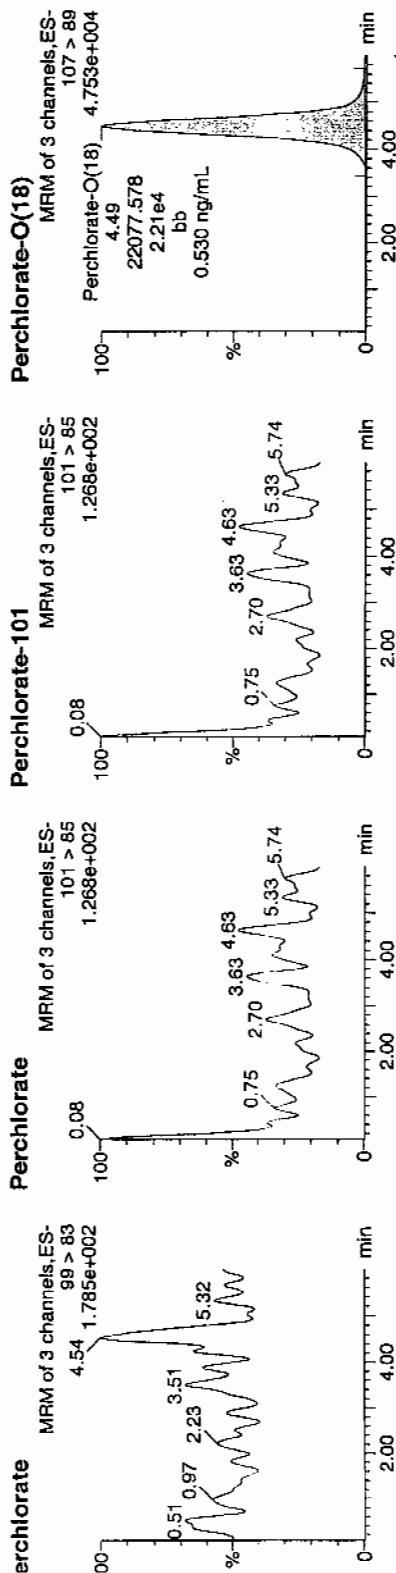 erchlorate
MRM of 3 channels,ES-
99 > 83
1.785e+002
4.54
00
%
0.51
0.97
2.23
3.51
5.32
2.00
4.00
min
Perchlorate
MRM of 3 channels,ES-
101 > 85
1.268e+002
0.08
100
%
0
0.75
2.70
3.63
4.63
5.33
5.74
2.00
4.00
min
Perchlorate-101
MRM of 3 channels,ES-
101 > 85
1.268e+002
0.08
100
%
0
0.75
2.70
3.63
4.63
5.33
5.74
2.00
4.00
min
Perchlorate-O(18)
MRM of 3 channels,ES-
107 > 89
4.753e+004
Perchlorate-O(18)
4.49
22077.578
2.21e4
bb
0.530 ng/mL
100
%
0
2.00
4.00
min